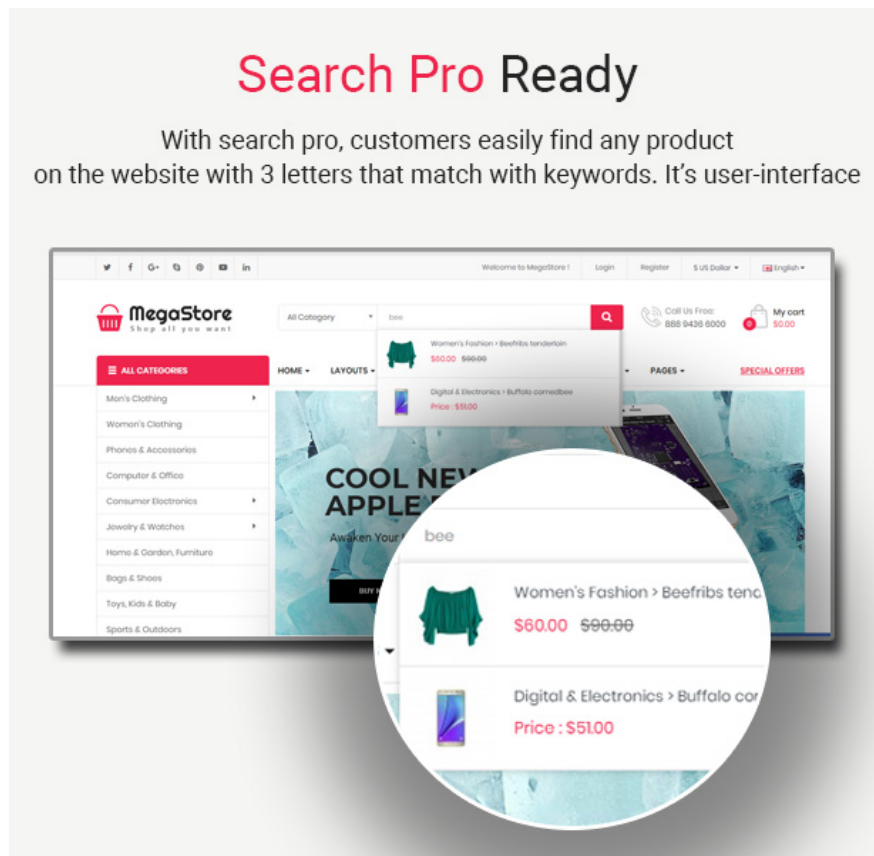 Search Pro Ready
With search pro, customers easily find any product
on the website with 3 letters that match with keywords. It’s user-interface
Welcome to MegaStore !
Login
Register
$ US Dollar
English
MegaStore
Shop all you want
All Category
bee
Call Us Free:
888 9436 6000
0
My cart
$0.00
Women's Fashion > Beefribs tenderloin
$60.00 $90.00
Digital & Electronics > Buffalo cornedbee
Price : $51.00
ALL CATEGORIES
HOME
LAYOUTS
PAGES
SPECIAL OFFERS
Men's Clothing
Women's Clothing
Phones & Accessories
Computer & Office
Consumer Electronics
Jewelry & Watches
Home & Garden, Furniture
Bags & Shoes
Toys, Kids & Baby
Sports & Outdoors
COOL NEW
APPLE
Awaken Your
BUY
bee
Women's Fashion > Beefribs tend
$60.00 $90.00
Digital & Electronics > Buffalo cor
Price : $51.00